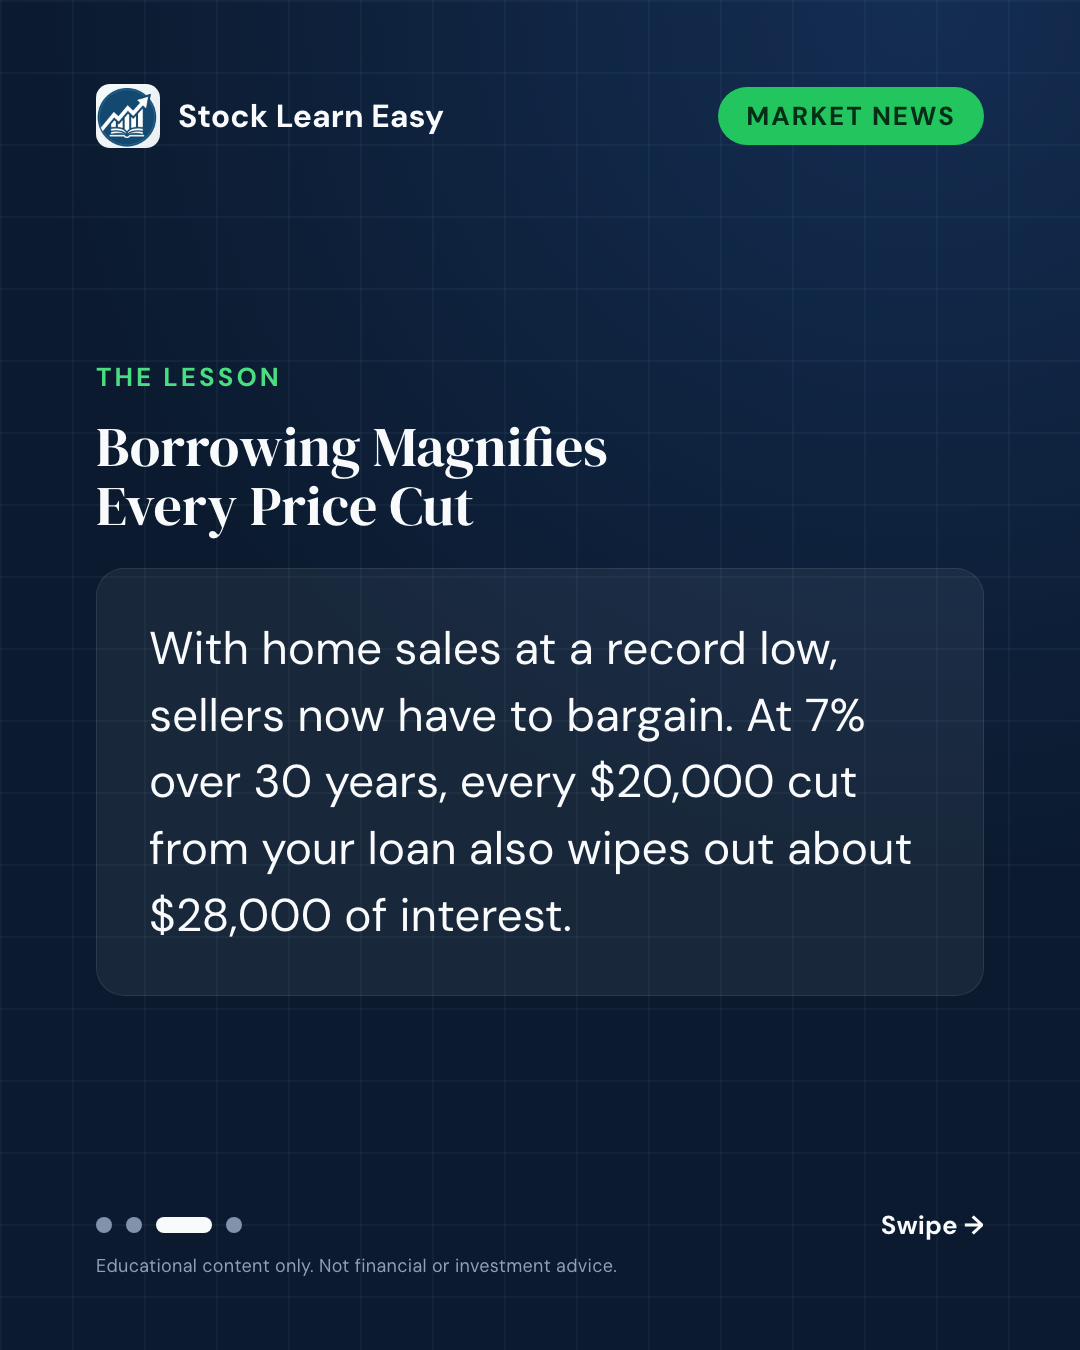 Stock Learn Easy
MARKET NEWS
THE LESSON
Borrowing Magnifies
Every Price Cut
With home sales at a record low,
sellers now have to bargain. At 7%
over 30 years, every $20,000 cut
from your loan also wipes out about
$28,000 of interest.
Swipe →
Educational content only. Not financial or investment advice.